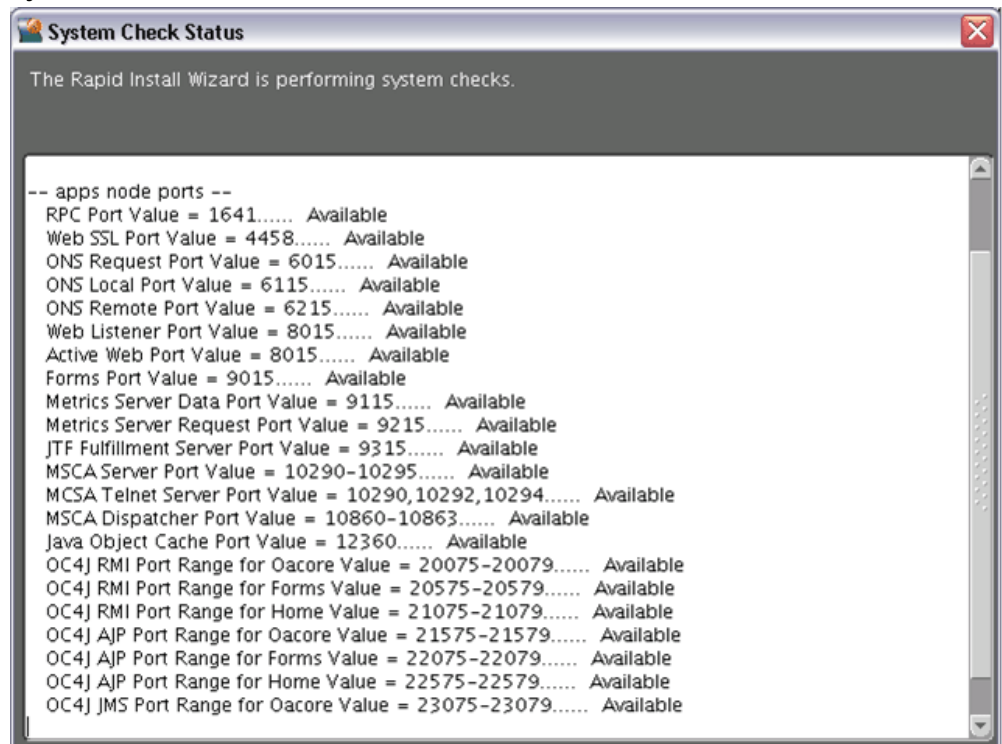 System Check Status
The Rapid Install Wizard is performing system checks.
-- apps node ports --
RPC Port Value = 1641...... Available
Web SSL Port Value = 4458...... Available
ONS Request Port Value = 6015...... Available
ONS Local Port Value = 6115...... Available
ONS Remote Port Value = 6215...... Available
Web Listener Port Value = 8015...... Available
Active Web Port Value = 8015...... Available
Forms Port Value = 9015...... Available
Metrics Server Data Port Value = 9115...... Available
Metrics Server Request Port Value = 9215...... Available
JTF Fulfillment Server Port Value = 9315...... Available
MSCA Server Port Value = 10290-10295...... Available
MCSA Telnet Server Port Value = 10290,10292,10294...... Available
MSCA Dispatcher Port Value = 10860-10863...... Available
Java Object Cache Port Value = 12360...... Available
OC4J RMI Port Range for Oacore Value = 20075-20079...... Available
OC4J RMI Port Range for Forms Value = 20575-20579...... Available
OC4J RMI Port Range for Home Value = 21075-21079...... Available
OC4J AJP Port Range for Oacore Value = 21575-21579...... Available
OC4J AJP Port Range for Forms Value = 22075-22079...... Available
OC4J AJP Port Range for Home Value = 22575-22579...... Available
OC4J JMS Port Range for Oacore Value = 23075-23079...... Available